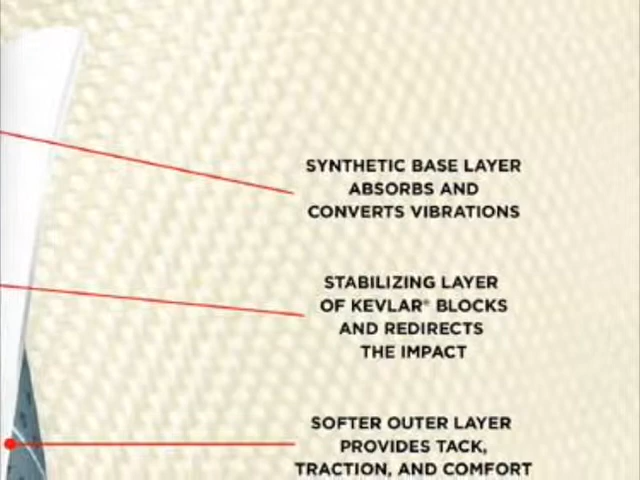 SYNTHETIC BASE LAYER
ABSORBS AND
CONVERTS VIBRATIONS
STABILIZING LAYER
OF KEVLAR® BLOCKS
AND REDIRECTS
THE IMPACT
SOFTER OUTER LAYER
PROVIDES TACK,
TRACTION, AND COMFORT